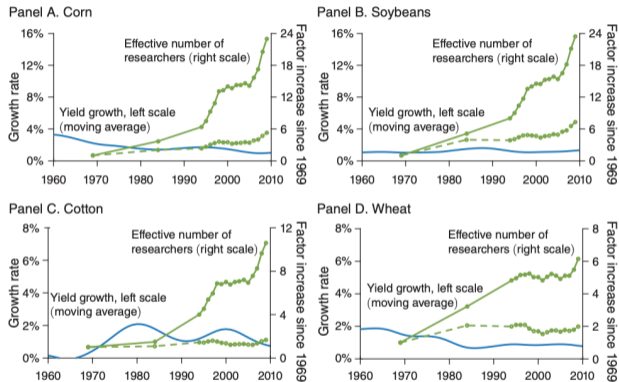 Panel A. Corn
16%
12%
8%
4%
0%
Growth rate
Effective number of
researchers (right scale)
Yield growth, left scale
(moving average)
24
18
12
6
0
Factor increase since 1969
1960 1970 1980 1990 2000 2010
Panel B. Soybeans
16%
12%
8%
4%
0%
Growth rate
Effective number of
researchers (right scale)
Yield growth, left scale
(moving average)
24
18
12
6
0
Factor increase since 1969
1960 1970 1980 1990 2000 2010
Panel C. Cotton
8%
6%
4%
2%
0%
Growth rate
Effective number of
researchers (right scale)
Yield growth, left scale
(moving average)
12
8
4
0
Factor increase since 1969
1960 1970 1980 1990 2000 2010
Panel D. Wheat
8%
6%
4%
2%
0%
Growth rate
Effective number of
researchers (right scale)
Yield growth, left scale
(moving average)
8
6
4
2
0
Factor increase since 1969
1960 1970 1980 1990 2000 2010